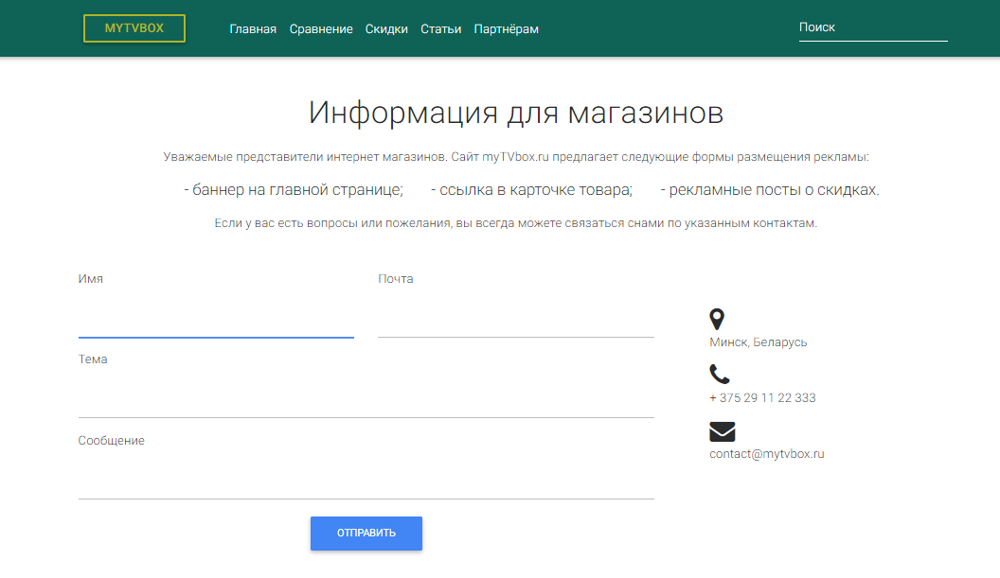 MYTVBOX Главная Сравнение Скидки Статьи Партнёрам Поиск
Информация для магазинов
Уважаемые представители интернет магазинов. Сайт myTVbox.ru предлагает следующие формы размещения рекламы:
- баннер на главной странице; - ссылка в карточке товара; - рекламные посты о скидках.
Если у вас есть вопросы или пожелания, вы всегда можете связаться снами по указанным контактам.
Имя Почта
Тема
Сообщение
ОТПРАВИТЬ
Минск, Беларусь
+ 375 29 11 22 333
contact@mytvbox.ru